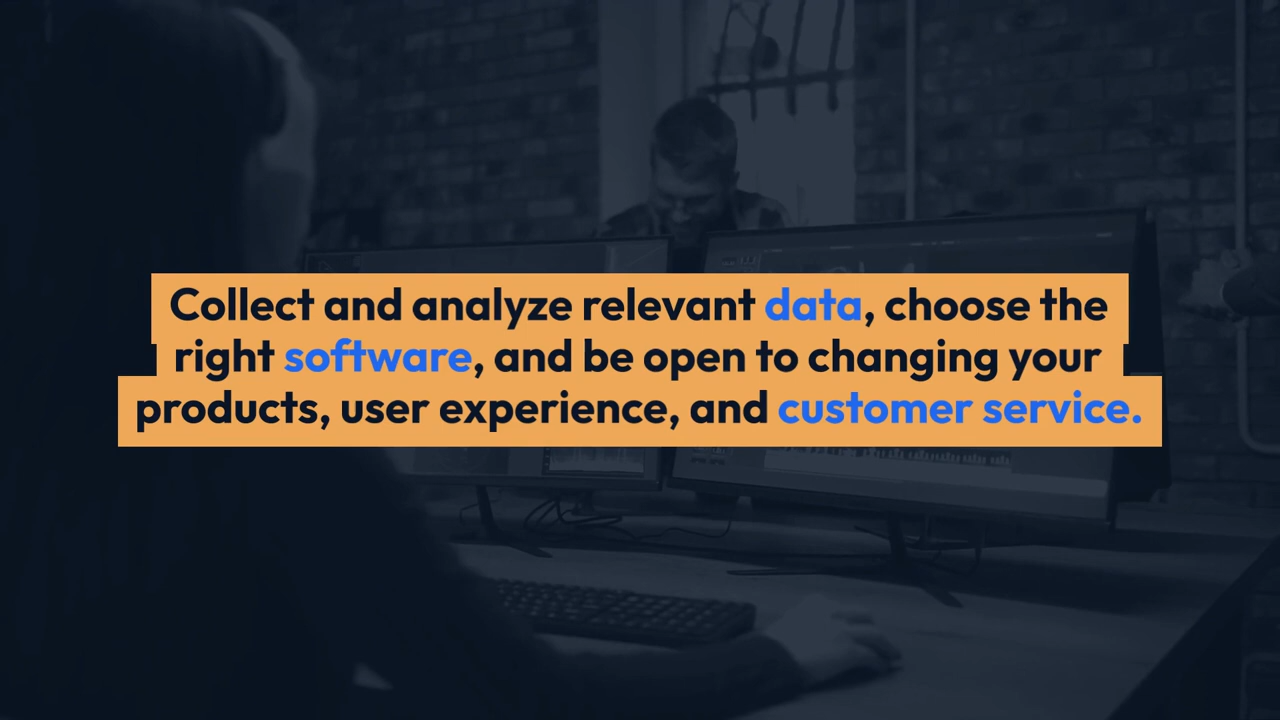 Collect and analyze relevant data, choose the
right software, and be open to changing your
products, user experience, and customer service.